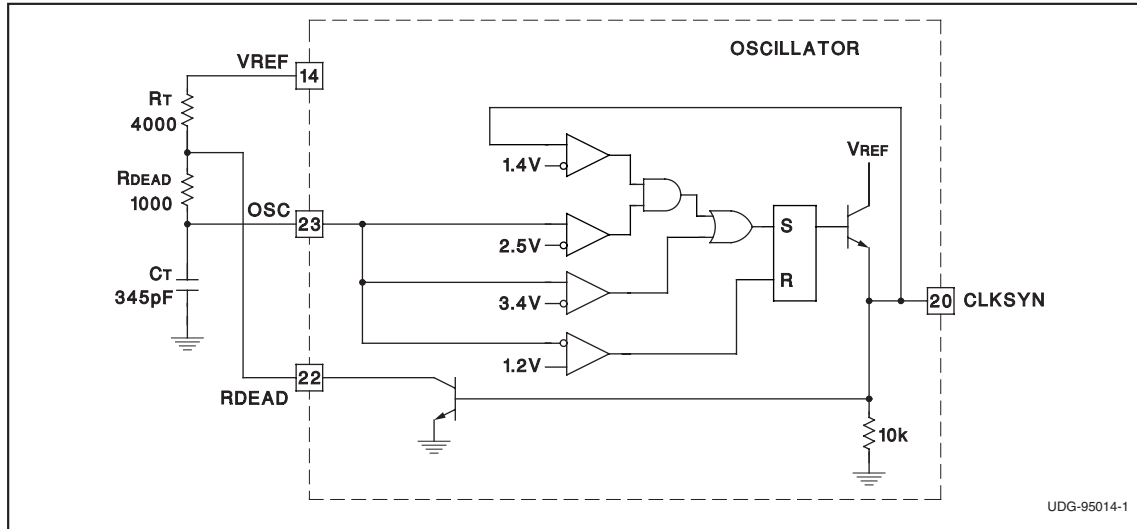 OSCILLATOR
VREF
14
RT
4000
RDEAD
1000
OSC
23
CT
345pF
1.4V
2.5V
3.4V
1.2V
S
R
VREF
20 CLKSYN
22
RDEAD
10k
UDG-95014-1